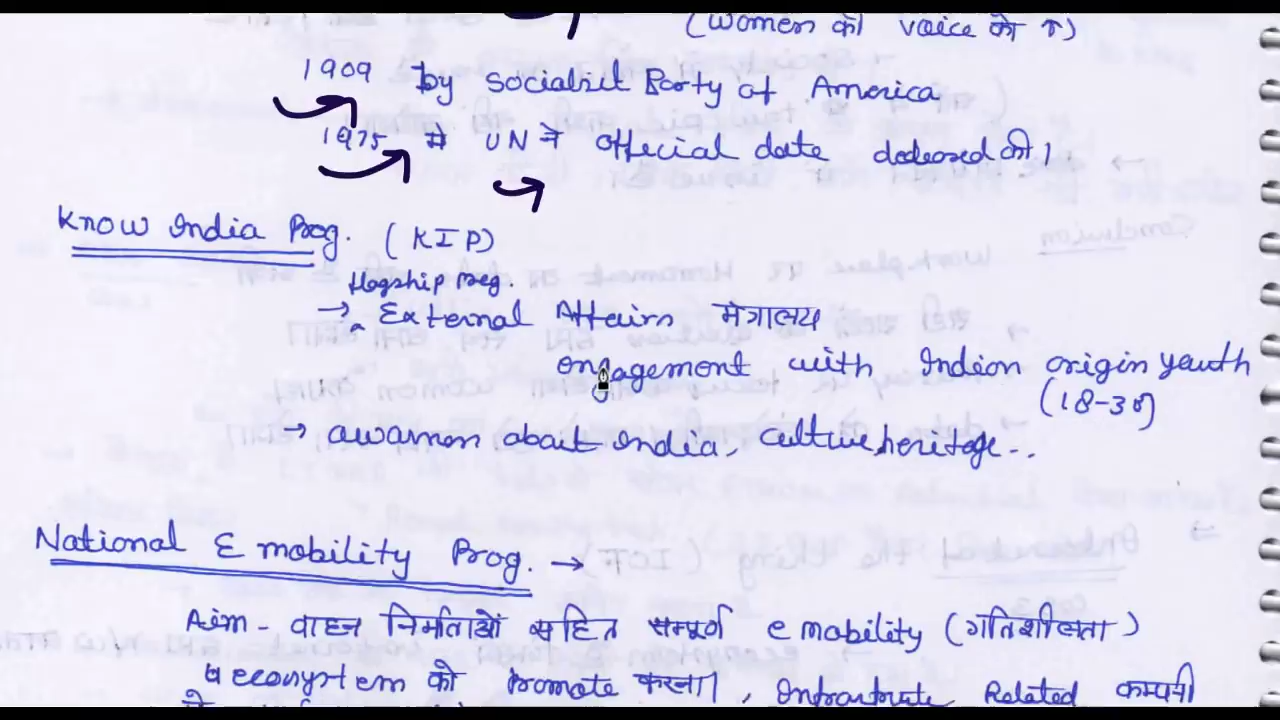 (women की voice को ↑)
1909 by Socialist Party of America
1975 में UN ने official date declared की।
Know India Prog. (KIP)
flagship prog.
→ External Affairs मंत्रालय
engagement with Indian origin youth
(18-30)
→ awarnen about India, culture, heritage..
National E mobility Prog. →
Aim - वाहन निर्माताओं सहित सम्पूर्ण e mobility (गतिशीलता)
ecosystem को promote करना।, Related कम्पनी